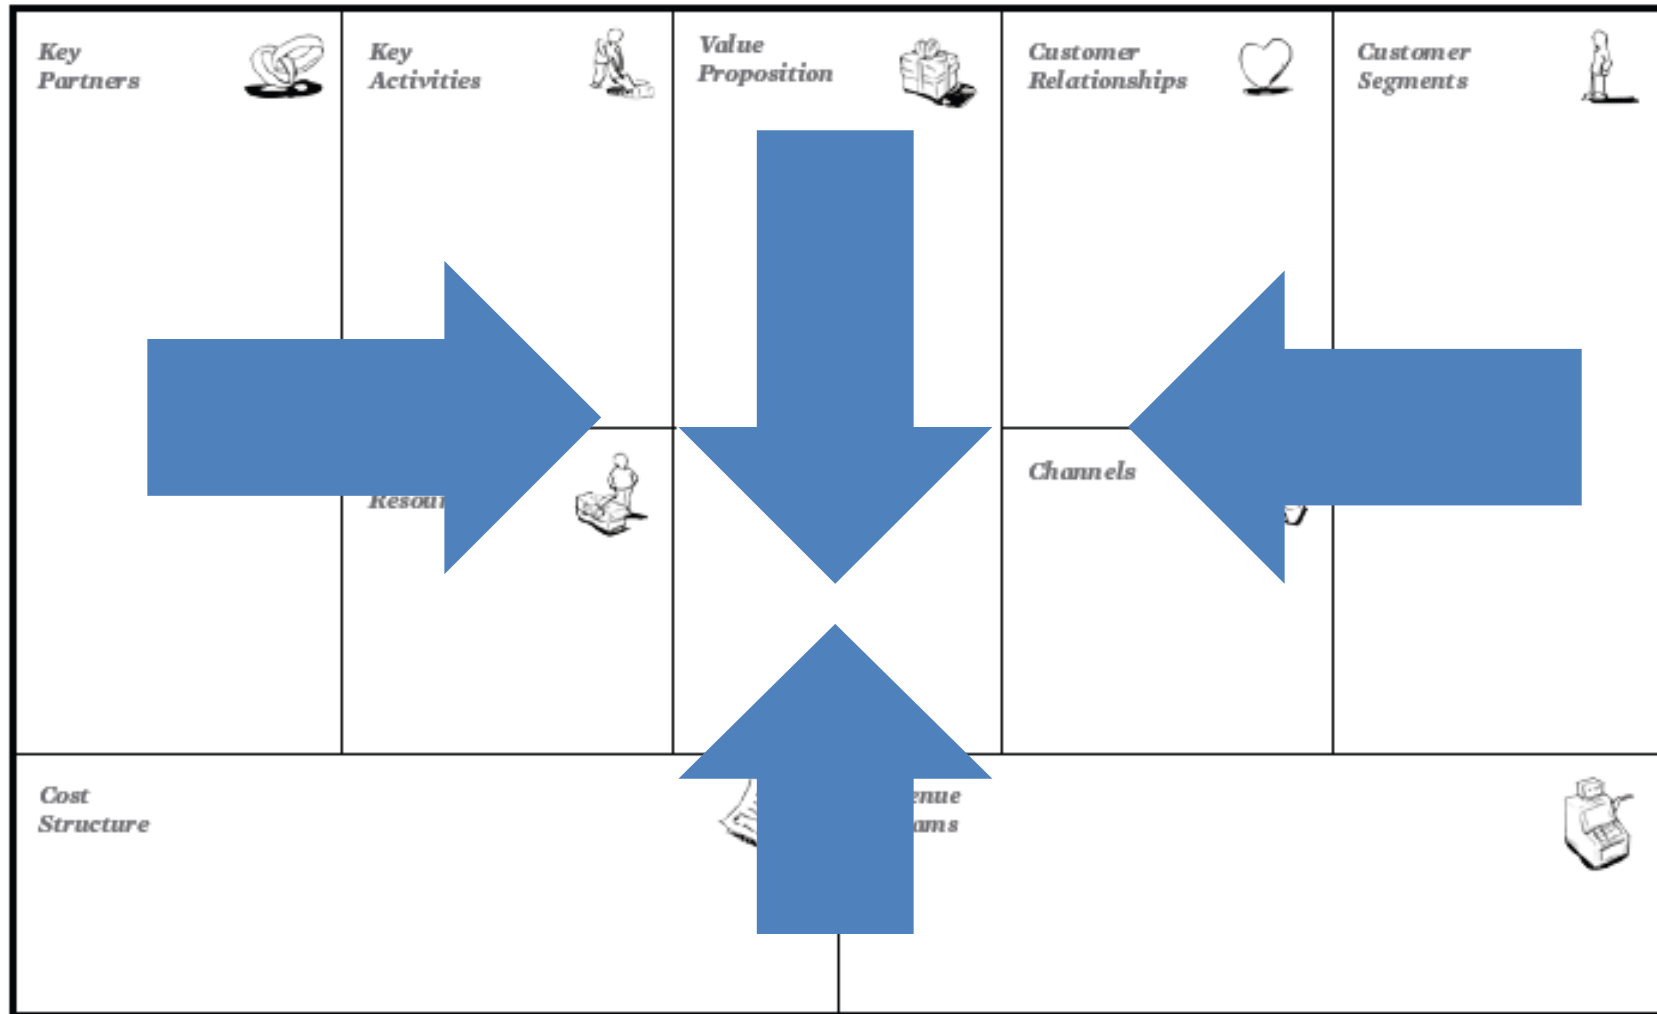 Key
Partners
Key
Activities
Value
Proposition
Customer
Relationships
Customer
Segments
Channels
Cost
Structure